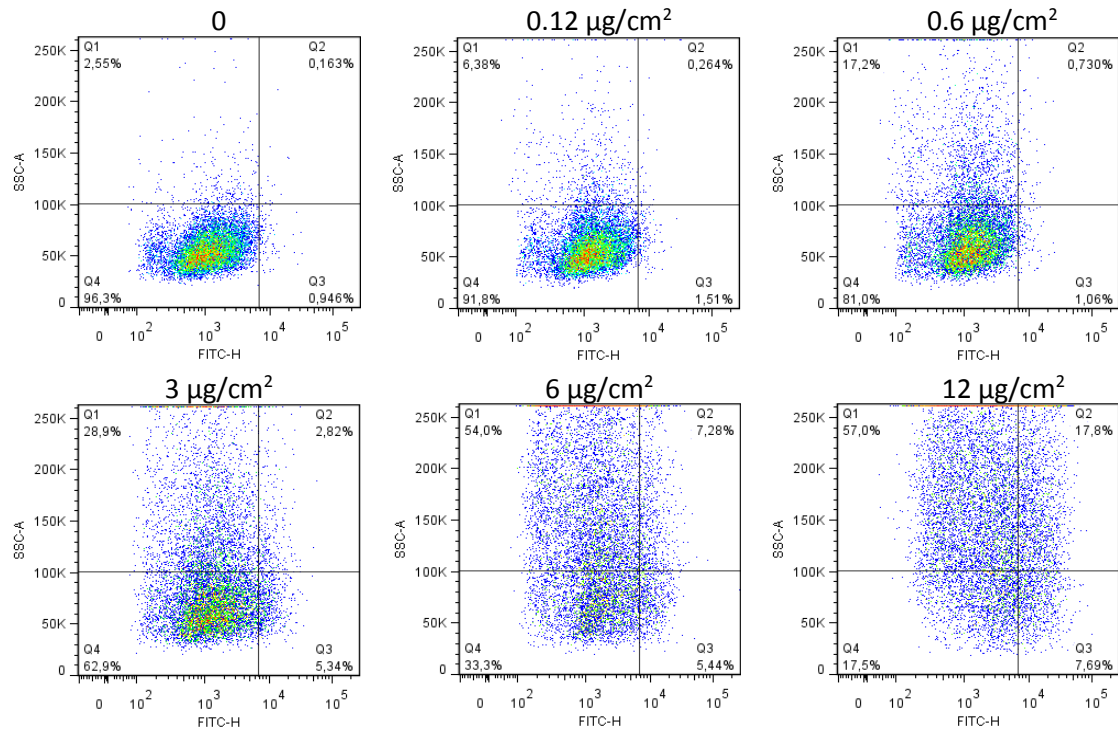 0
Q1
2,55%
Q2
0,163%
250K
200K
150K
100K
50K
0
SSC-A
Q4
96,3%
Q3
0,946%
0 10² 10³ 10⁴ 10⁵
FITC-H
0.12 µg/cm²
Q1
6,38%
Q2
0,264%
250K
200K
150K
100K
50K
0
SSC-A
Q4
91,8%
Q3
1,51%
0 10² 10³ 10⁴ 10⁵
FITC-H
0.6 µg/cm²
Q1
17,2%
Q2
0,730%
250K
200K
150K
100K
50K
0
SSC-A
Q4
81,0%
Q3
1,06%
0 10² 10³ 10⁴ 10⁵
FITC-H
3 µg/cm²
Q1
28,9%
Q2
2,82%
250K
200K
150K
100K
50K
0
SSC-A
Q4
62,9%
Q3
5,34%
0 10² 10³ 10⁴ 10⁵
FITC-H
6 µg/cm²
Q1
54,0%
Q2
7,28%
250K
200K
150K
100K
50K
0
SSC-A
Q4
33,3%
Q3
5,44%
0 10² 10³ 10⁴ 10⁵
FITC-H
12 µg/cm²
Q1
57,0%
Q2
17,8%
250K
200K
150K
100K
50K
0
SSC-A
Q4
17,5%
Q3
7,69%
0 10² 10³ 10⁴ 10⁵
FITC-H